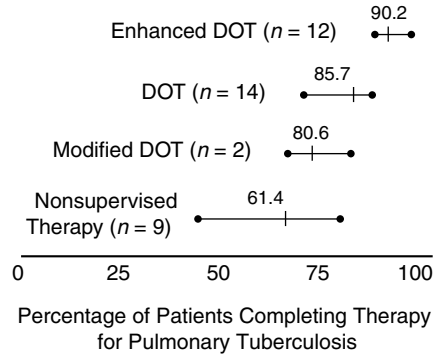 90.2
Enhanced DOT (n = 12)
85.7
DOT (n = 14)
80.6
Modified DOT (n = 2)
61.4
Nonsupervised
Therapy (n = 9)
0 25 50 75 100
Percentage of Patients Completing Therapy
for Pulmonary Tuberculosis